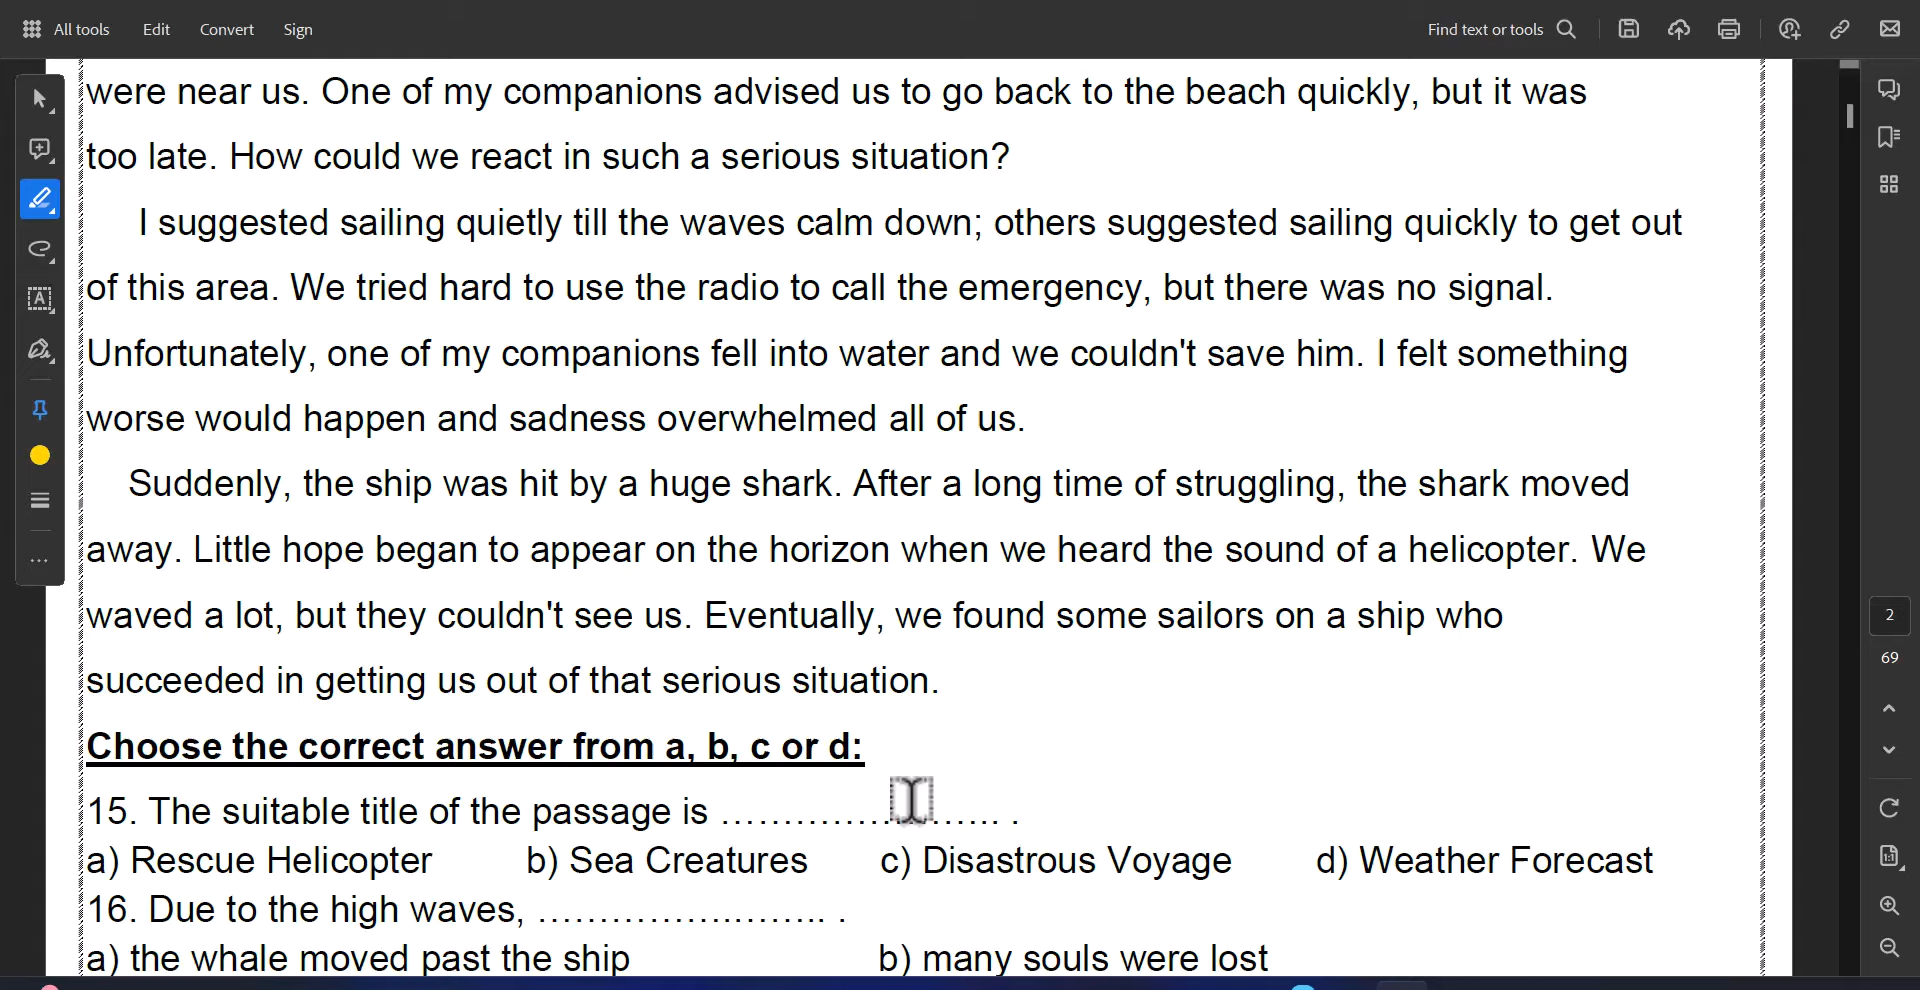 All tools Edit Convert Sign Find text or tools
were near us. One of my companions advised us to go back to the beach quickly, but it was
too late. How could we react in such a serious situation?
I suggested sailing quietly till the waves calm down; others suggested sailing quickly to get out
of this area. We tried hard to use the radio to call the emergency, but there was no signal.
Unfortunately, one of my companions fell into water and we couldn't save him. I felt something
worse would happen and sadness overwhelmed all of us.
Suddenly, the ship was hit by a huge shark. After a long time of struggling, the shark moved
away. Little hope began to appear on the horizon when we heard the sound of a helicopter. We
waved a lot, but they couldn't see us. Eventually, we found some sailors on a ship who
2
69
succeeded in getting us out of that serious situation.
Choose the correct answer from a, b, c or d:
15. The suitable title of the passage is ........................ .
a) Rescue Helicopter b) Sea Creatures c) Disastrous Voyage d) Weather Forecast
16. Due to the high waves, ........................ .
a) the whale moved past the ship b) many souls were lost